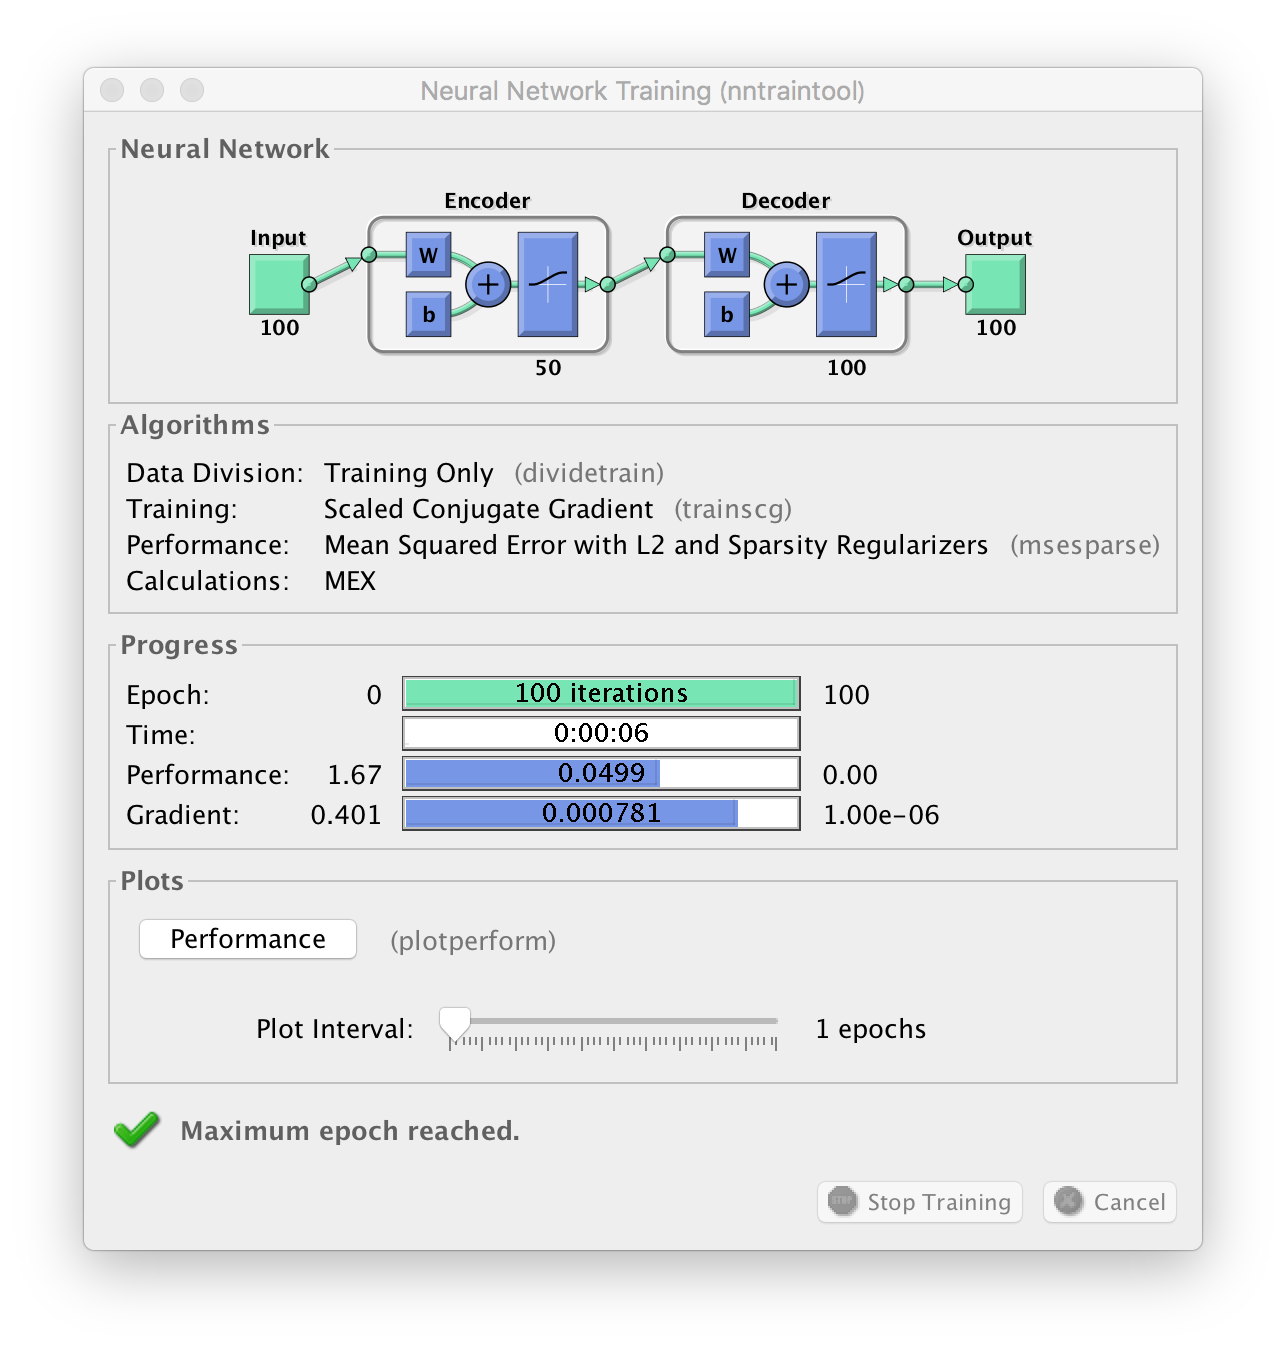 Neural Network Training (nntraintool)
Neural Network
Encoder
Decoder
Input
Output
W
W
+
+
b
b
100
100
50
100
Algorithms
Data Division: Training Only (dividetrain)
Training: Scaled Conjugate Gradient (trainscg)
Performance: Mean Squared Error with L2 and Sparsity Regularizers (msesparse)
Calculations: MEX
Progress
Epoch: 0 100 iterations 100
Time: 0:00:06
Performance: 1.67 0.0499 0.00
Gradient: 0.401 0.000781 1.00e-06
Plots
Performance (plotperform)
Plot Interval: 1 epochs
Maximum epoch reached.
STOP Stop Training Cancel